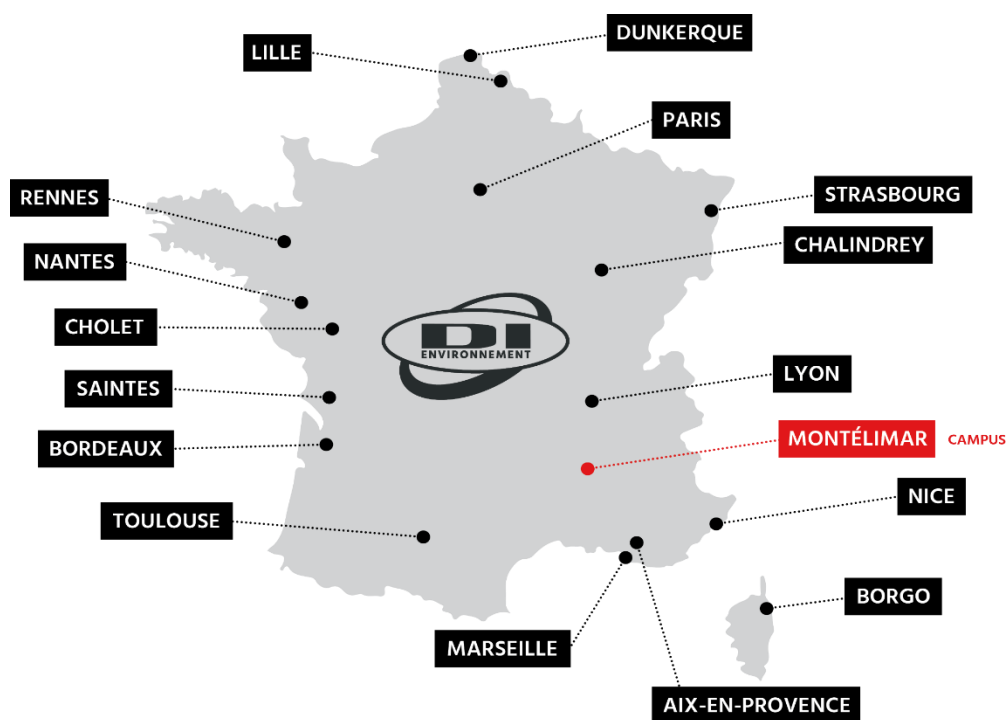 DUNKERQUE
LILLE
PARIS
RENNES
STRASBOURG
CHALINDREY
NANTES
CHOLET
DI
ENVIRONNEMENT
SAINTES
LYON
BORDEAUX
MONTÉLIMAR CAMPUS
NICE
TOULOUSE
BORGO
MARSEILLE
AIX-EN-PROVENCE